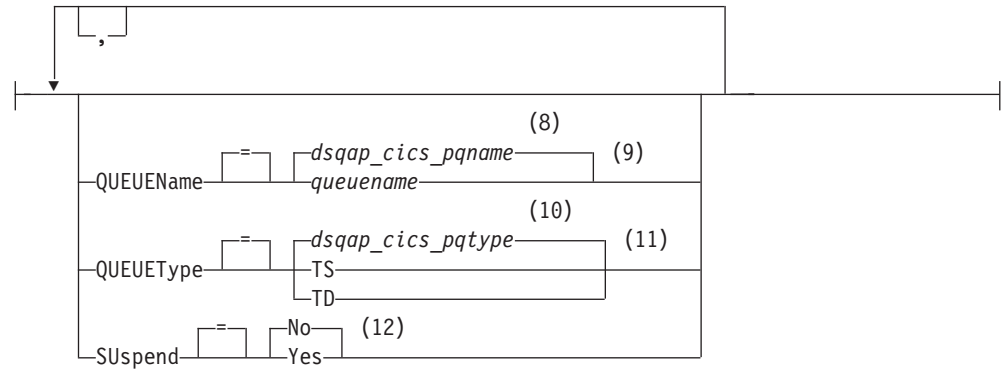 ,
(8)
= dsqap_cics_pqname (9)
QUEUEName queuename
(10)
= dsqap_cics_pqtype (11)
QUEUEType TS
TD
= No (12)
SUspend Yes